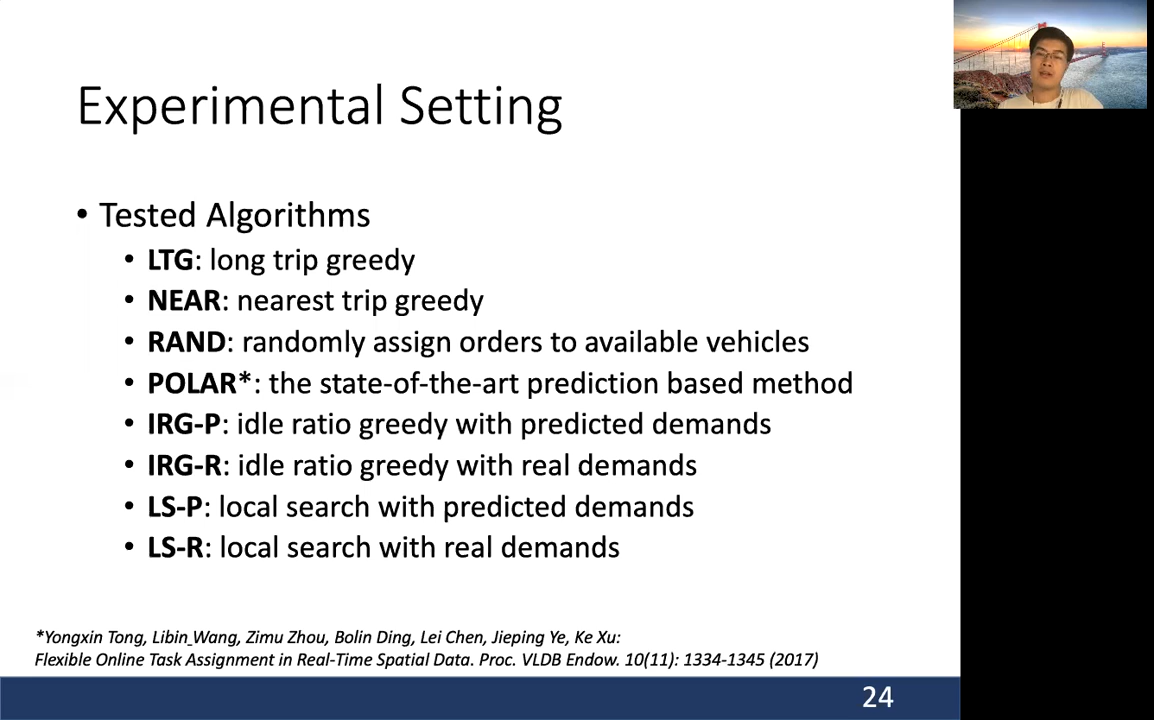 Experimental Setting
• Tested Algorithms
• LTG: long trip greedy
• NEAR: nearest trip greedy
• RAND: randomly assign orders to available vehicles
• POLAR*: the state-of-the-art prediction based method
• IRG-P: idle ratio greedy with predicted demands
• IRG-R: idle ratio greedy with real demands
• LS-P: local search with predicted demands
• LS-R: local search with real demands
*Yongxin Tong, Libin_Wang, Zimu Zhou, Bolin Ding, Lei Chen, Jieping Ye, Ke Xu:
Flexible Online Task Assignment in Real-Time Spatial Data. Proc. VLDB Endow. 10(11): 1334-1345 (2017)
24